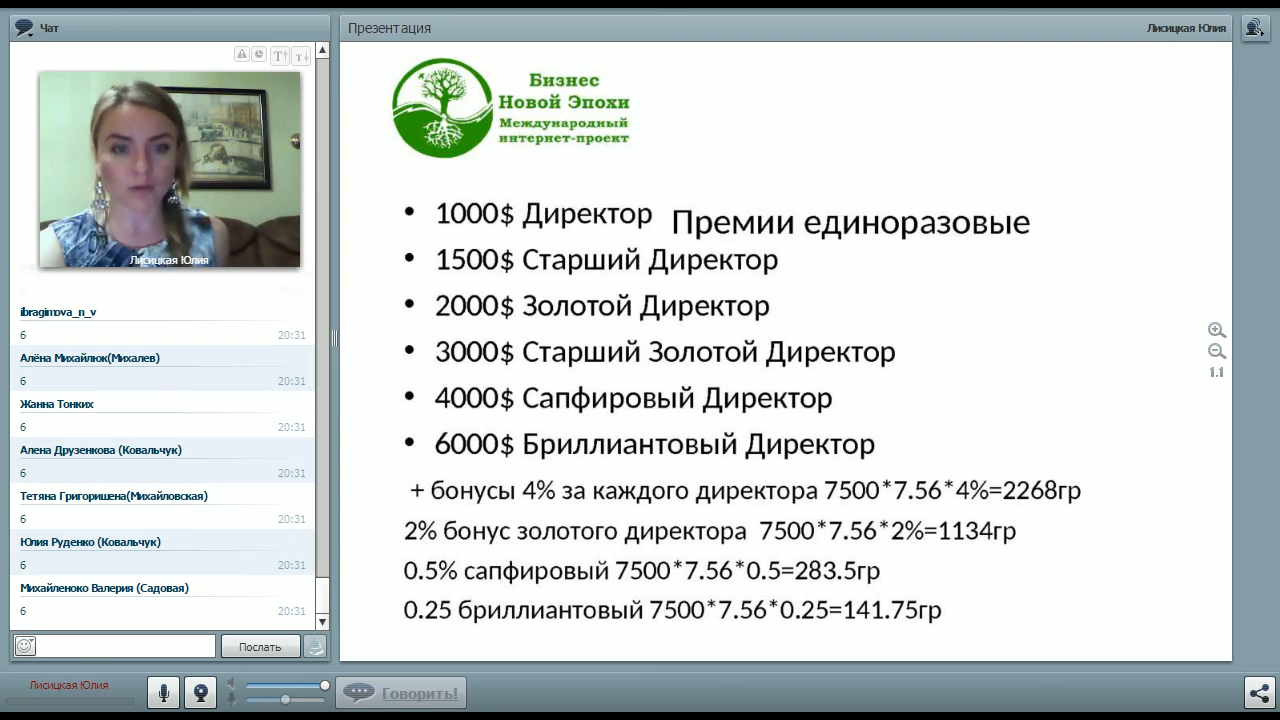 Чат
Презентация
Лисицкая Юлия
Лисицкая Юлия
ibragimova_n_v
6 20:31
Алёна Михайлюк(Михалев)
6 20:31
Жанна Тонких
6 20:31
Алена Друзенкова (Ковальчук)
6 20:31
Тетяна Григоришена(Михайловская)
6 20:31
Юлия Руденко (Ковальчук)
6 20:31
Михайленоко Валерия (Садовая)
6 20:31
Послать
Лисицкая Юлия
Говорить!
Бизнес
Новой Эпохи
Международный
интернет-проект
• 1000$ Директор
Премии единоразовые
• 1500$ Старший Директор
• 2000$ Золотой Директор
• 3000$ Старший Золотой Директор
• 4000$ Сапфировый Директор
• 6000$ Бриллиантовый Директор
+ бонусы 4% за каждого директора 7500*7.56*4%=2268гр
2% бонус золотого директора 7500*7.56*2%=1134гр
0.5% сапфировый 7500*7.56*0.5=283.5гр
0.25 бриллиантовый 7500*7.56*0.25=141.75гр
1.1